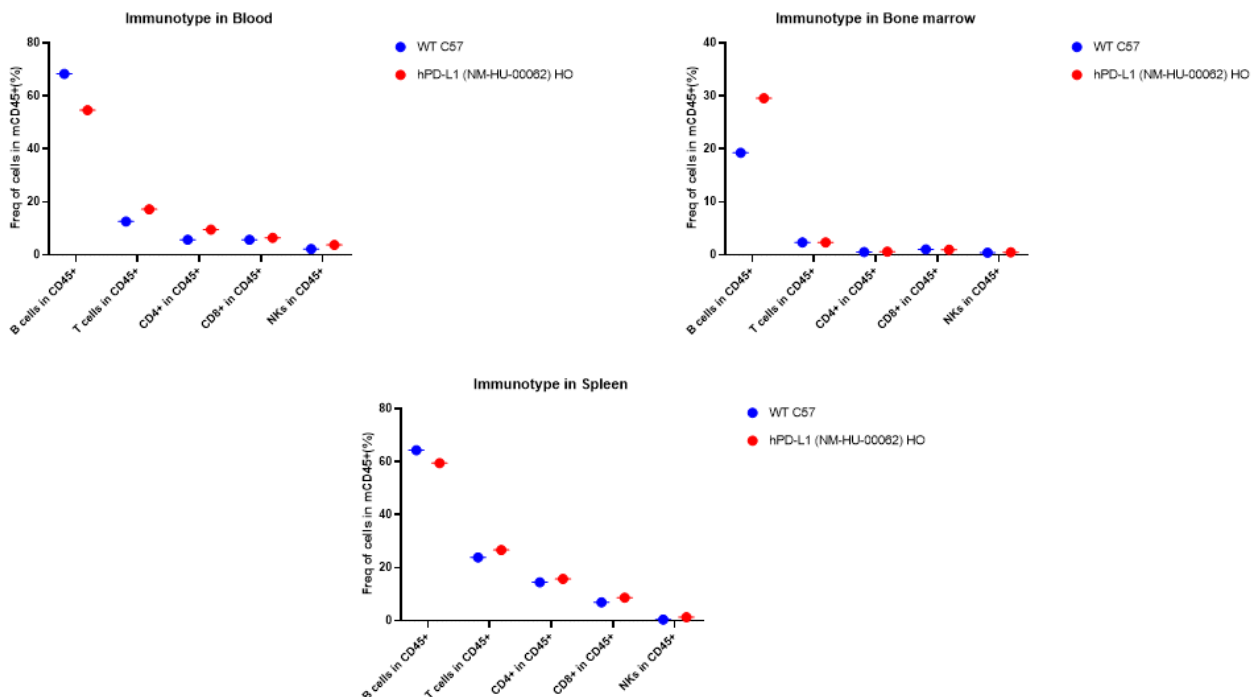 Immunotype in Blood
Freq of cells in mCD45+(%)
80
60
40
20
0
B cells in CD45+
T cells in CD45+
CD4+ in CD45+
CD8+ in CD45+
NKs in CD45+
WT C57
hPD-L1 (NM-HU-00062) HO
Immunotype in Bone marrow
Freq of cells in mCD45+(%)
40
30
20
10
0
B cells in CD45+
T cells in CD45+
CD4+ in CD45+
CD8+ in CD45+
NKs in CD45+
WT C57
hPD-L1 (NM-HU-00062) HO
Immunotype in Spleen
Freq of cells in mCD45+(%)
80
60
40
20
0
B cells in CD45+
T cells in CD45+
CD4+ in CD45+
CD8+ in CD45+
NKs in CD45+
WT C57
hPD-L1 (NM-HU-00062) HO